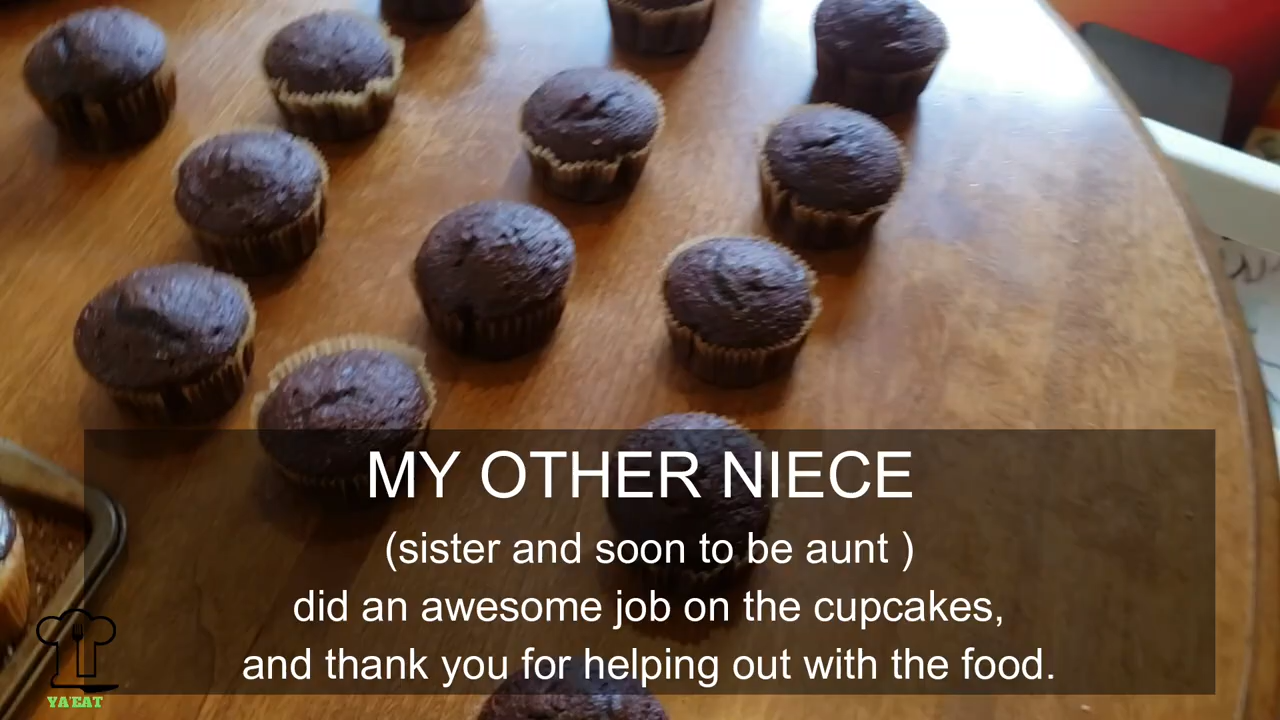 MY OTHER NIECE
(sister and soon to be aunt )
did an awesome job on the cupcakes,
and thank you for helping out with the food.
YA'EAT